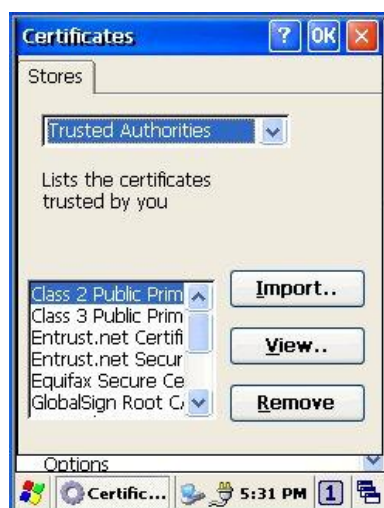 Certificates ? OK
Stores
Trusted Authorities
Lists the certificates
trusted by you
Class 2 Public Prim
Class 3 Public Prim
Entrust.net Certifi
Entrust.net Secur
Equifax Secure Ce
GlobalSign Root CA
Import..
View..
Remove
Options
Certific... 5:31 PM 1